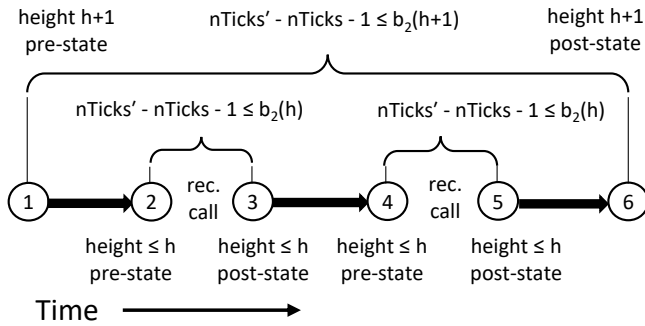 height h+1
pre-state
nTicks' - nTicks - 1 ≤ b₂(h+1)
height h+1
post-state
nTicks' - nTicks - 1 ≤ b₂(h)
nTicks' - nTicks - 1 ≤ b₂(h)
1
2
rec.
call
3
4
rec.
call
5
6
height ≤ h
pre-state
height ≤ h
post-state
height ≤ h
pre-state
height ≤ h
post-state
Time